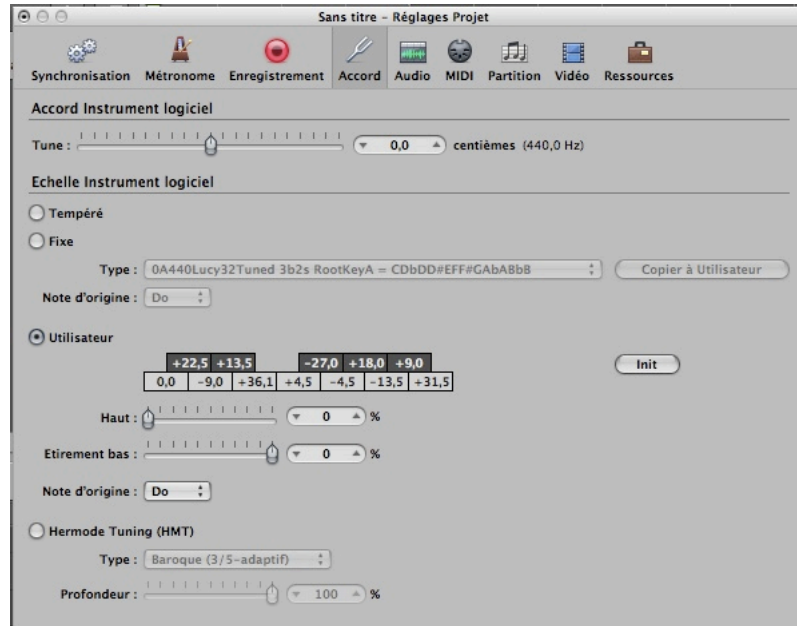 Sans titre – Réglages Projet
Synchronisation Métronome Enregistrement Accord Audio MIDI Partition Vidéo Ressources
Accord Instrument logiciel
Tune : 0,0 centièmes (440,0 Hz)
Echelle Instrument logiciel
Tempéré
Fixe
Type : 0A440Lucy32Tuned 3b2s RootKeyA = CDbDD#EFF#GAbABbB Copier à Utilisateur
Note d'origine : Do
Utilisateur
+22,5 +13,5 -27,0 +18,0 +9,0 Init
0,0 -9,0 +36,1 +4,5 -4,5 -13,5 +31,5
Haut : 0 %
Etirement bas : 0 %
Note d'origine : Do
Hermode Tuning (HMT)
Type : Baroque (3/5-adaptif)
Profondeur : 100 %